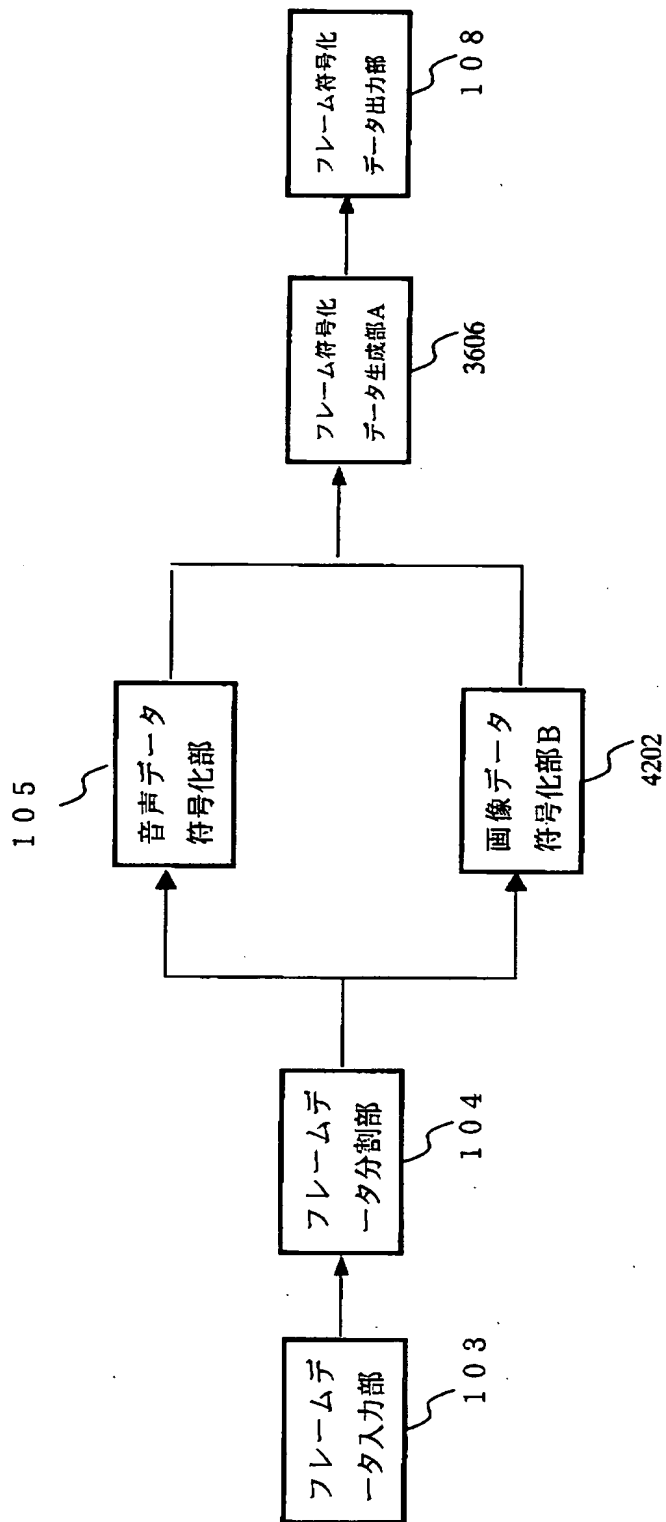 フレームデ
ータ入力部
103
フレームデ
ータ分割部
104
音声データ
符号化部
105
画像データ
符号化部B
4202
フレーム符号化
データ生成部A
3606
フレーム符号化
データ出力部
108